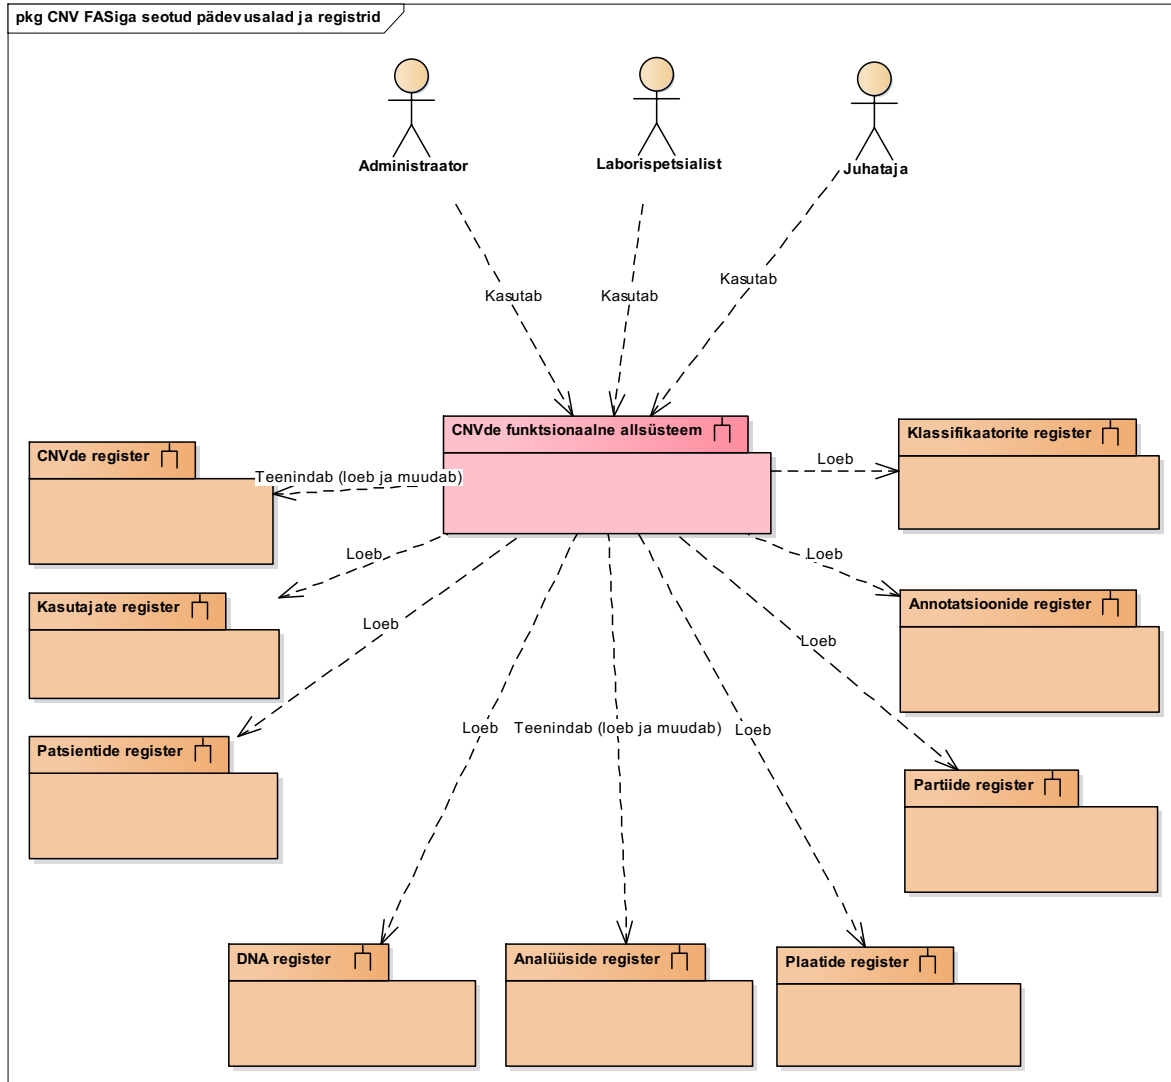 pkg CNV FASiga seotud pädevusalad ja registrid
Administraator
Laborispetsialist
Juhataja
Kasutab
Kasutab
Kasutab
CNVde funktsionaalne allsüsteem
Klassifikaatorite register
CNVde register
Loeb
Teenindab (loeb ja muudab)
Loeb
Loeb
Kasutajate register
Annotatsioonide register
Loeb
Loeb
Loeb
Teenindab (loeb ja muudab)
Loeb
Patsientide register
Partiide register
DNA register
Analüüside register
Plaatide register